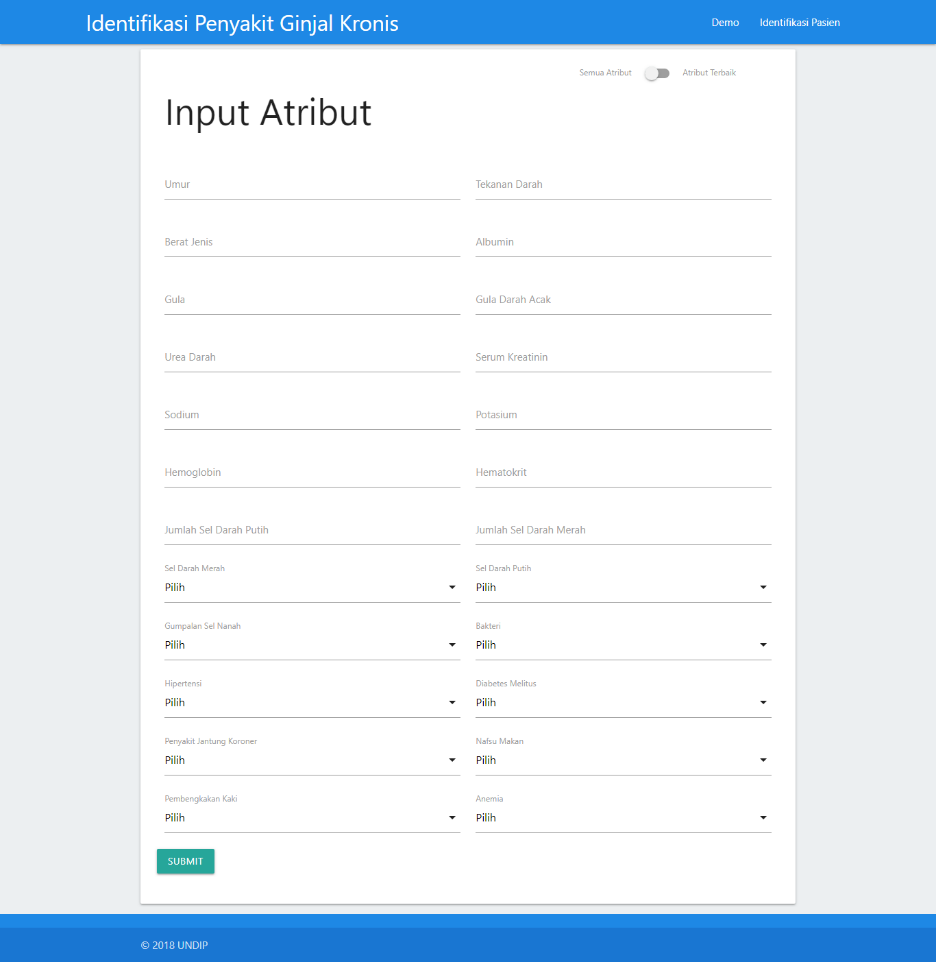 Identifikasi Penyakit Ginjal Kronis Demo Identifikasi Pasien
Semua Atribut Atribut Terbaik
Input Atribut
Umur Tekanan Darah
Berat Jenis Albumin
Gula Gula Darah Acak
Urea Darah Serum Kreatinin
Sodium Potasium
Hemoglobin Hematokrit
Jumlah Sel Darah Putih Jumlah Sel Darah Merah
Sel Darah Merah Sel Darah Putih
Pilih Pilih
Gumpalan Sel Nanah Bakteri
Pilih Pilih
Hipertensi Diabetes Melitus
Pilih Pilih
Penyakit Jantung Koroner Nafsu Makan
Pilih Pilih
Pembengkakan Kaki Anemia
Pilih Pilih
SUBMIT
© 2018 UNDIP